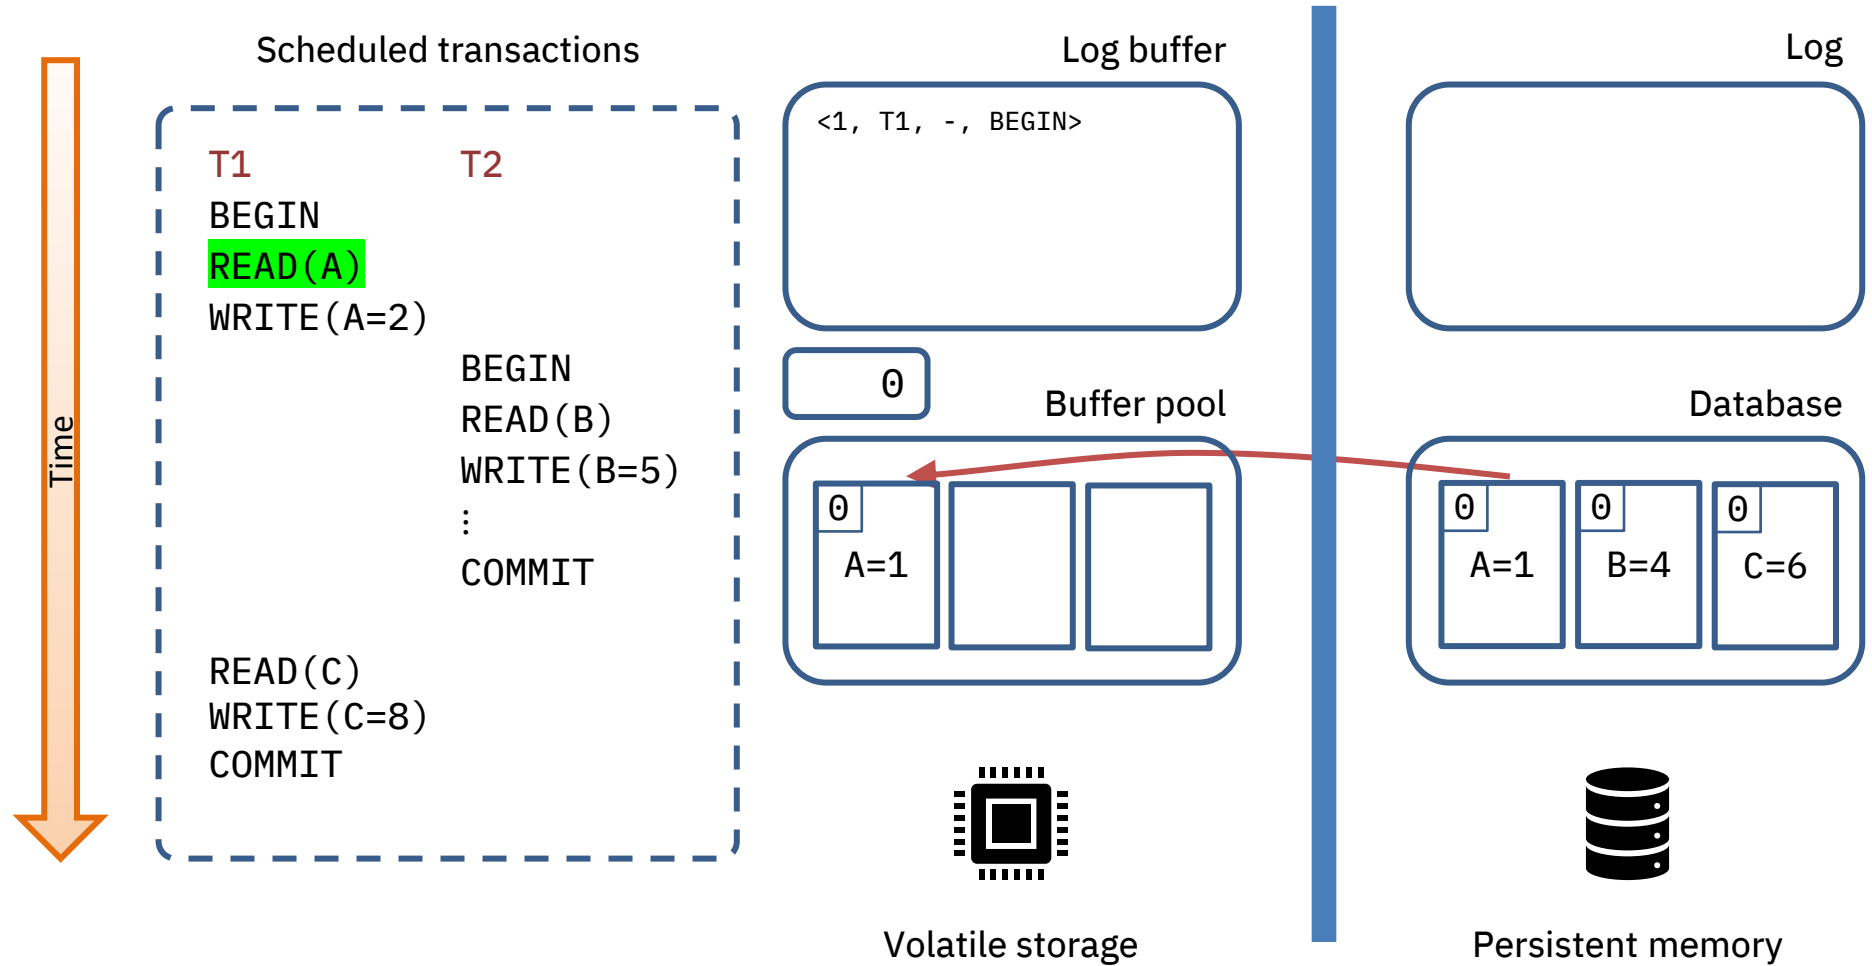 Scheduled transactions
T1 T2
BEGIN
READ(A)
WRITE(A=2)
BEGIN
READ(B)
WRITE(B=5)
⋮
COMMIT
READ(C)
WRITE(C=8)
COMMIT
Time
Log buffer
<1, T1, -, BEGIN>
0
Buffer pool
0
A=1
Volatile storage
Log
Database
0 0 0
A=1 B=4 C=6
Persistent memory